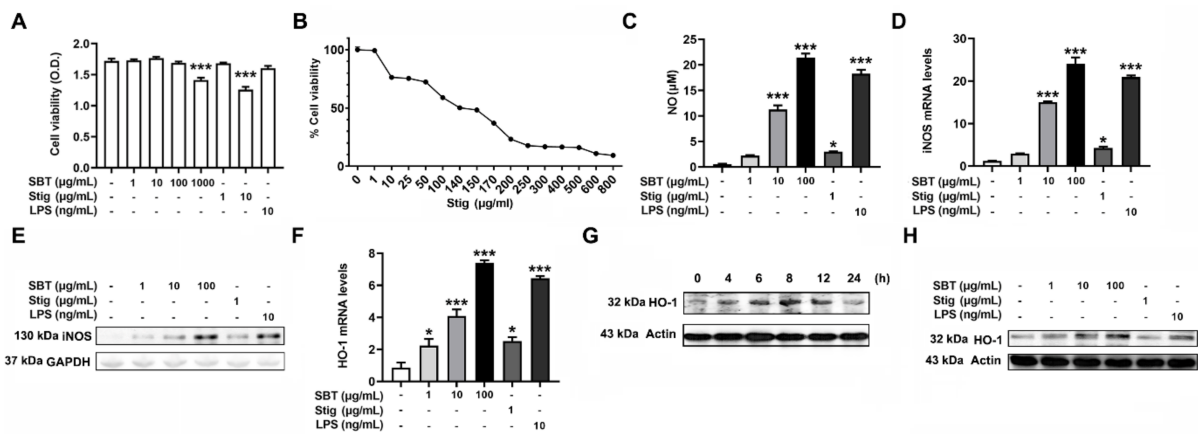 A
Cell viability (O.D.)
2.0
1.5
1.0
0.5
0.0
*** ***
SBT (µg/mL) - 1 10 100 1000 - - -
Stig (µg/mL) - - - - - 1 10 -
LPS (ng/mL) - - - - - - - 10
B
% Cell viability
100
50
0
0 1 10 25 50 100 140 150 170 200 250 300 400 500 600 800
Stig (µg/ml)
C
NO (µM)
25
20
15
10
5
0
*** *** * ***
SBT (µg/mL) - 1 10 100 - -
Stig (µg/mL) - - - - 1 -
LPS (ng/mL) - - - - - 10
D
iNOS mRNA levels
30
20
10
0
*** *** * ***
SBT (µg/mL) - 1 10 100 - -
Stig (µg/mL) - - - - 1 -
LPS (ng/mL) - - - - - 10
E
SBT (µg/mL) - 1 10 100 - -
Stig (µg/mL) - - - - 1 -
LPS (ng/mL) - - - - - 10
130 kDa iNOS
37 kDa GAPDH
F
HO-1 mRNA levels
8
6
4
2
0
* *** *** * ***
SBT (µg/mL) - 1 10 100 - -
Stig (µg/mL) - - - - 1 -
LPS (ng/mL) - - - - - 10
G
0 4 6 8 12 24 (h)
32 kDa HO-1
43 kDa Actin
H
SBT (µg/mL) - 1 10 100 - -
Stig (µg/mL) - - - - 1 -
LPS (ng/mL) - - - - - 10
32 kDa HO-1
43 kDa Actin